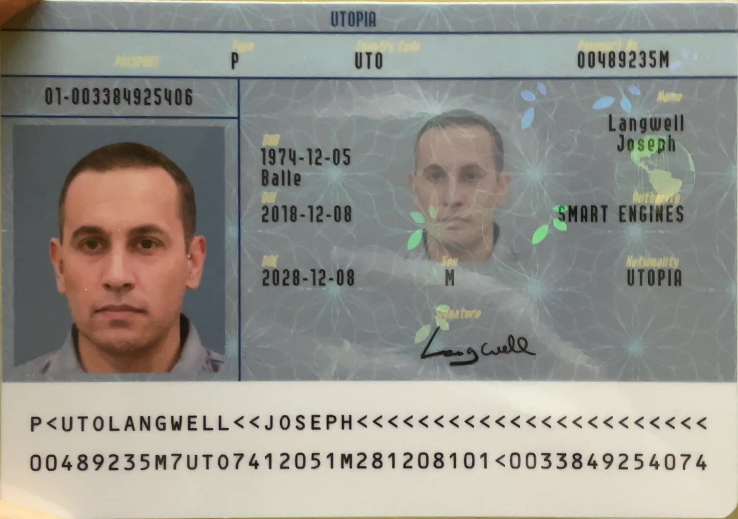 UTOPIA
PASSPORT
Type
P
Country Code
UTO
Passport No
00489235M
01-003384925406
Name
Langwell
Joseph
DOB
1974-12-05
Balle
DOI
2018-12-08
Authority
SMART ENGINES
DOE
2028-12-08
Sex
M
Nationality
UTOPIA
Signature
Langwell
P<UTOLANGWELL<<JOSEPH<<<<<<<<<<<<<<<<<<<<<<<
00489235M7UTO7412051M281208101<0033849254074